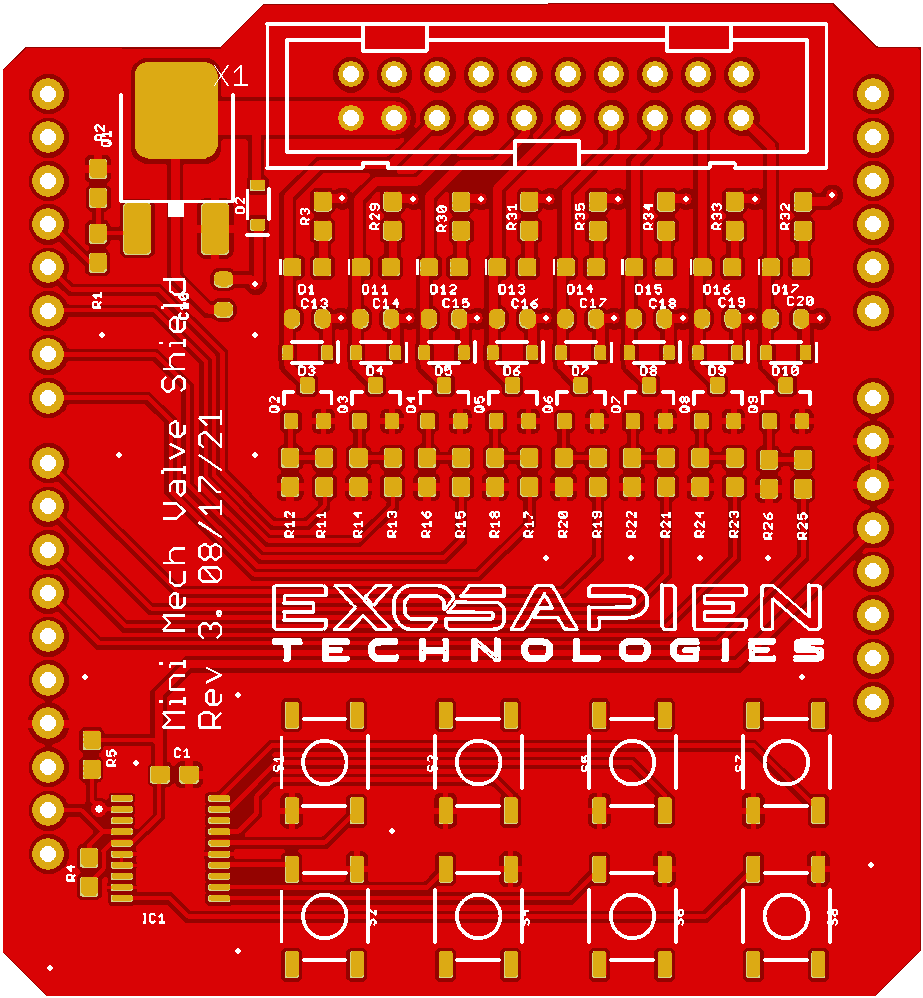 X1
R2
D2
R3 R29 R30 R31 R35 R34 R33 R32
D1 D11 D12 D13 D14 D15 D16 D17
R1
C13 C14 C15 C16 C17 C18 C19 C20
D3 D4 D5 D6 D7 D8 D9 D10
Q2 Q3 Q4 Q5 Q6 Q7 Q8 Q9
R12 R11 R14 R13 R16 R15 R18 R17 R20 R19 R22 R21 R24 R23 R26 R25
Mini Mech Valve Shield
Rev 3. 08/17/21
EXOSAPIEN
TECHNOLOGIES
R5
C1
S1 S3 S5 S7
R4
IC1
S2 S4 S6 S8